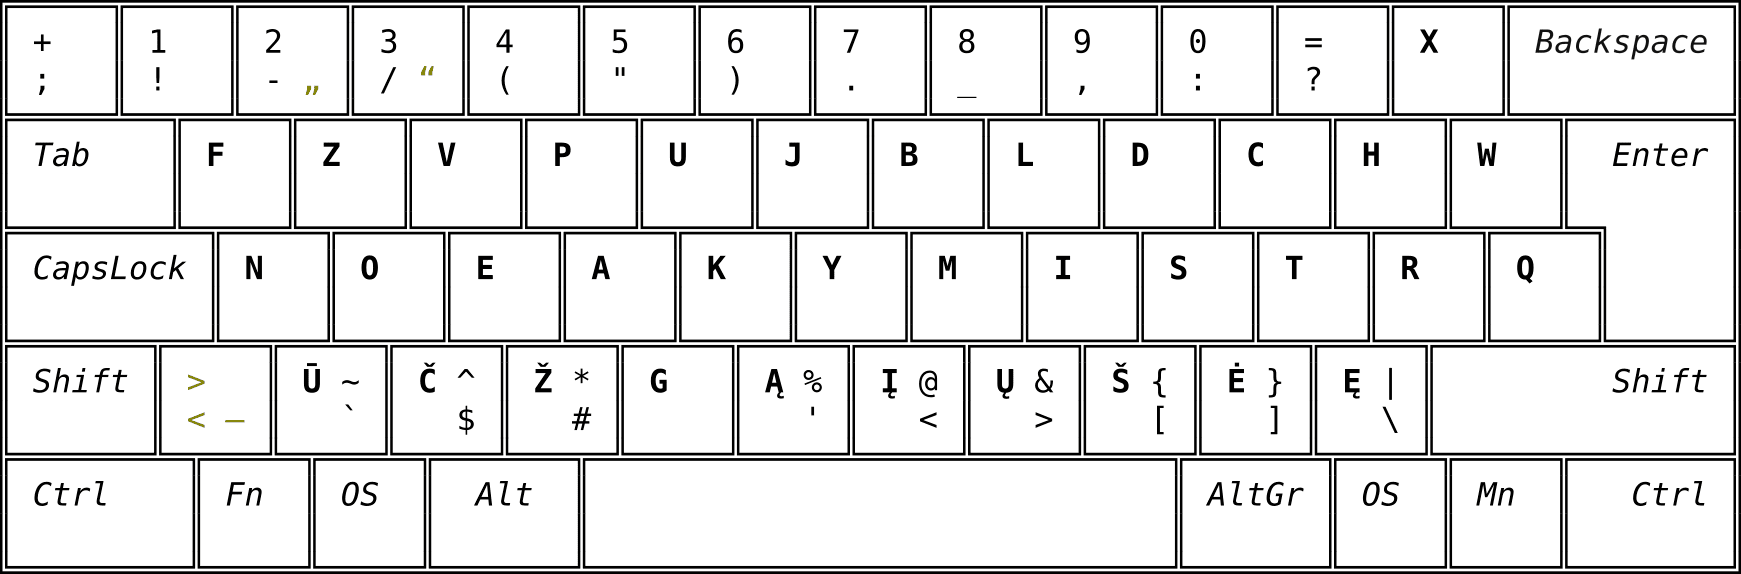 + 1 2 3 4 5 6 7 8 9 0 = X Backspace
; ! - „ / “ ( " ) . _ , : ?
Tab F Z V P U J B L D C H W Enter
CapsLock N O E A K Y M I S T R Q
Shift > Ū ~ Č ^ Ž * G Ą % Į @ Ų & Š { Ė } Ę | Shift
< – ` $ # ' < > [ ] \
Ctrl Fn OS Alt AltGr OS Mn Ctrl